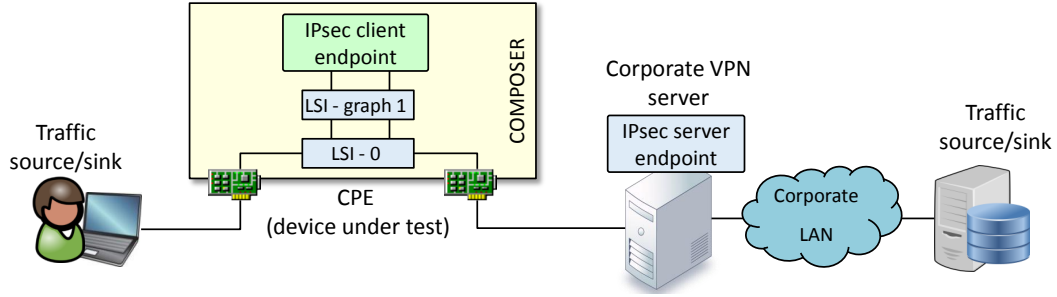 Traffic
source/sink
IPsec client
endpoint
LSI - graph 1
LSI - 0
COMPOSER
CPE
(device under test)
Corporate VPN
server
IPsec server
endpoint
Corporate
LAN
Traffic
source/sink